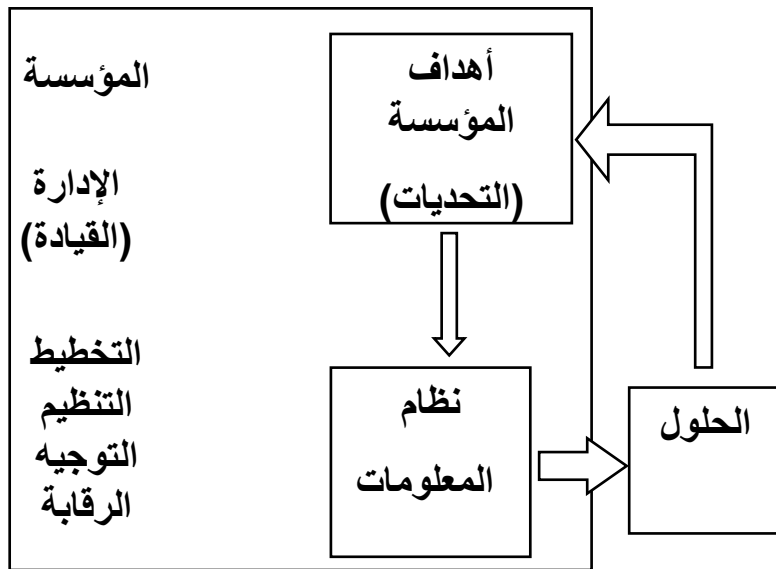 المؤسسة
الإدارة
(القيادة)
التخطيط
التنظيم
التوجيه
الرقابة
أهداف
المؤسسة
(التحديات)
نظام
المعلومات
الحلول